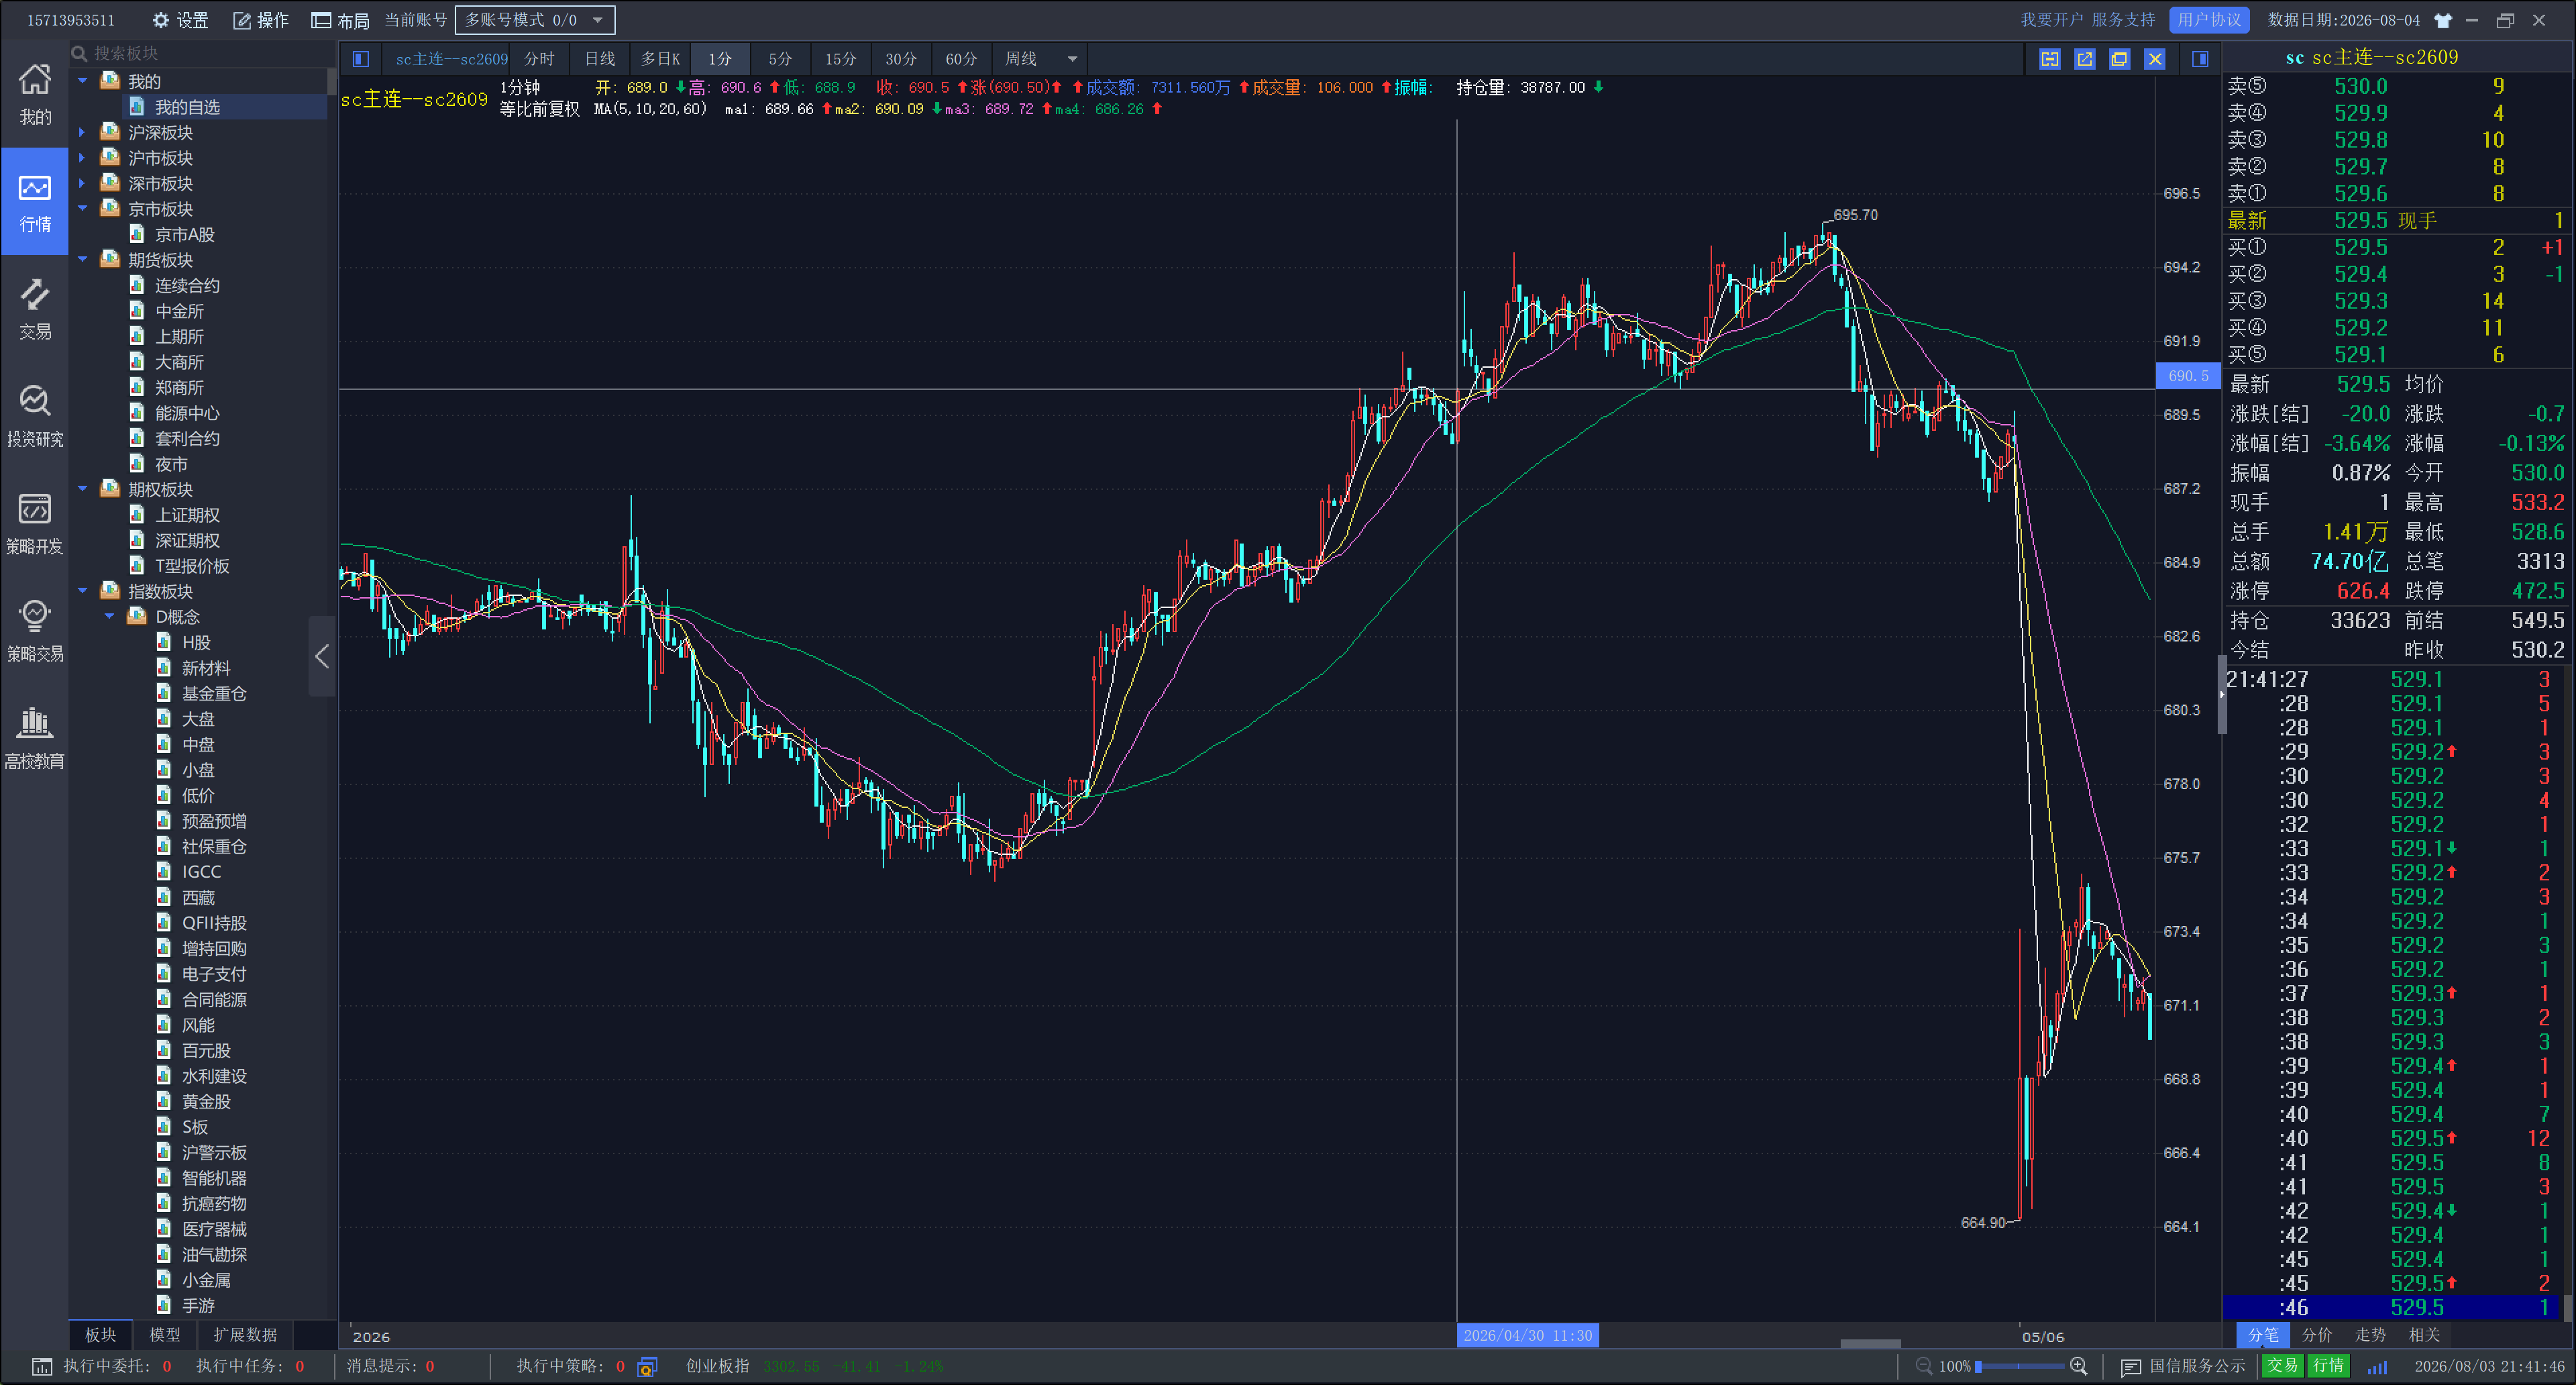 15713953511 设置 操作 布局 当前账号 多账号模式 0/0 我要开户 服务支持 用户协议 数据日期:2026-08-04
我的
行情
交易
投资研究
策略开发
策略交易
高校教育
搜索板块
我的
我的自选
沪深板块
沪市板块
深市板块
京市板块
京市A股
期货板块
连续合约
中金所
上期所
大商所
郑商所
能源中心
套利合约
夜市
期权板块
上证期权
深证期权
T型报价板
指数板块
D概念
H股
新材料
基金重仓
大盘
中盘
小盘
低价
预盈预增
社保重仓
IGCC
西藏
QFII持股
增持回购
电子支付
合同能源
风能
百元股
水利建设
黄金股
S板
沪警示板
智能机器
抗癌药物
医疗器械
油气勘探
小金属
手游
板块 模型 扩展数据
sc主连--sc2609 分时 日线 多日K 1分 5分 15分 30分 60分 周线
sc主连--sc2609
1分钟 开: 689.0 高: 690.6 低: 688.9 收: 690.5 涨(690.50) 成交额: 7311.560万 成交量: 106.000 振幅: 持仓量: 38787.00
等比前复权 MA(5,10,20,60) ma1: 689.66 ma2: 690.09 ma3: 689.72 ma4: 686.26
695.70
664.90
696.5
694.2
691.9
690.5
689.5
687.2
684.9
682.6
680.3
678.0
675.7
673.4
671.1
668.8
666.4
664.1
2026 2026/04/30 11:30 05/06
sc sc主连--sc2609
卖⑤ 530.0 9
卖④ 529.9 4
卖③ 529.8 10
卖② 529.7 8
卖① 529.6 8
最新 529.5 现手 1
买① 529.5 2 +1
买② 529.4 3 -1
买③ 529.3 14
买④ 529.2 11
买⑤ 529.1 6
最新 529.5 均价
涨跌[结] -20.0 涨跌 -0.7
涨幅[结] -3.64% 涨幅 -0.13%
振幅 0.87% 今开 530.0
现手 1 最高 533.2
总手 1.41万 最低 528.6
总额 74.70亿 总笔 3313
涨停 626.4 跌停 472.5
持仓 33623 前结 549.5
今结 昨收 530.2
21:41:27 529.1 3
:28 529.1 5
:28 529.1 1
:29 529.2 3
:30 529.2 3
:30 529.2 4
:32 529.2 1
:33 529.1 1
:33 529.2 2
:34 529.2 3
:34 529.2 1
:35 529.2 3
:36 529.2 1
:37 529.3 1
:38 529.3 2
:38 529.3 3
:39 529.4 1
:39 529.4 1
:40 529.4 7
:40 529.5 12
:41 529.5 8
:41 529.5 3
:42 529.4 1
:42 529.4 1
:45 529.4 1
:45 529.5 2
:46 529.5 1
分笔 分价 走势 相关
执行中委托: 0 执行中任务: 0 消息提示: 0 执行中策略: 0 创业板指 3302.55 -41.41 -1.24% 100% 国信服务公示 交易 行情 2026/08/03 21:41:46